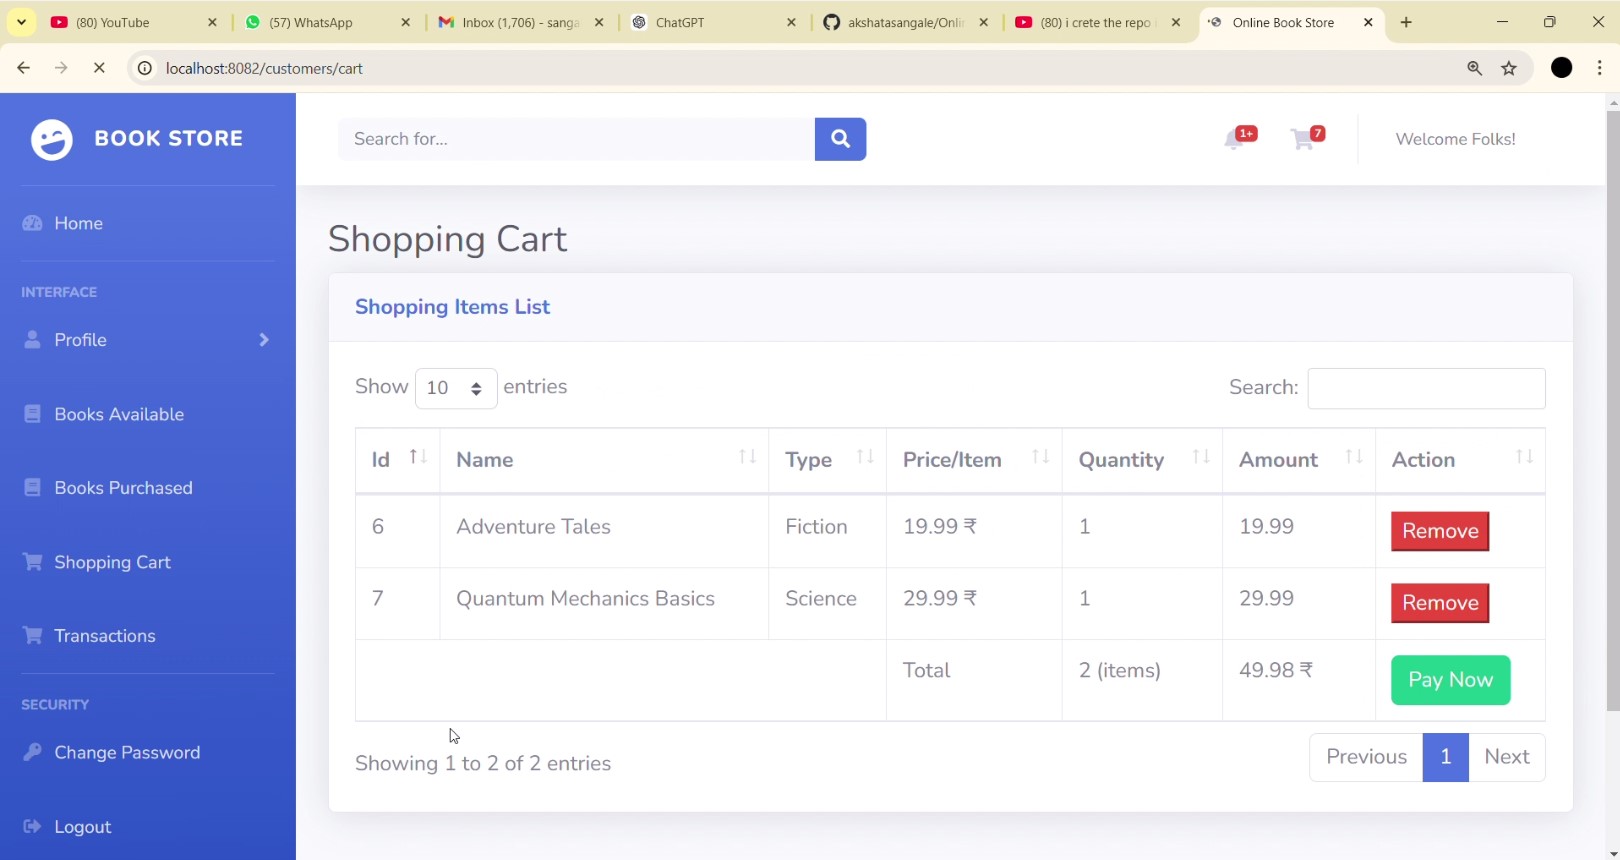 (80) YouTube
(57) WhatsApp
Inbox (1,706) - sanga
ChatGPT
akshatasangale/Onli
(80) i crete the repo
Online Book Store
localhost:8082/customers/cart
BOOK STORE
Search for...
1+
7
Welcome Folks!
Home
INTERFACE
Profile
Books Available
Books Purchased
Shopping Cart
Transactions
SECURITY
Change Password
Logout
Shopping Cart
Shopping Items List
Show 10 entries
Search:
Id Name Type Price/Item Quantity Amount Action
6 Adventure Tales Fiction 19.99 ₹ 1 19.99 Remove
7 Quantum Mechanics Basics Science 29.99 ₹ 1 29.99 Remove
Total 2 (items) 49.98 ₹ Pay Now
Showing 1 to 2 of 2 entries
Previous 1 Next